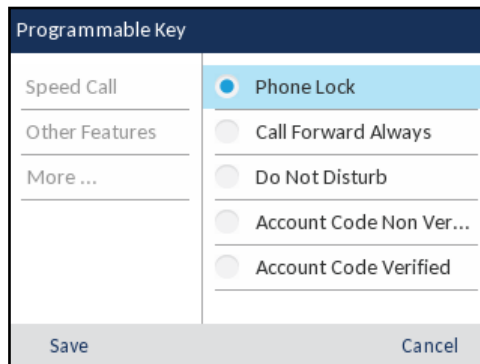 Programmable Key
Speed Call
Other Features
More ...
Phone Lock
Call Forward Always
Do Not Disturb
Account Code Non Ver...
Account Code Verified
Save
Cancel